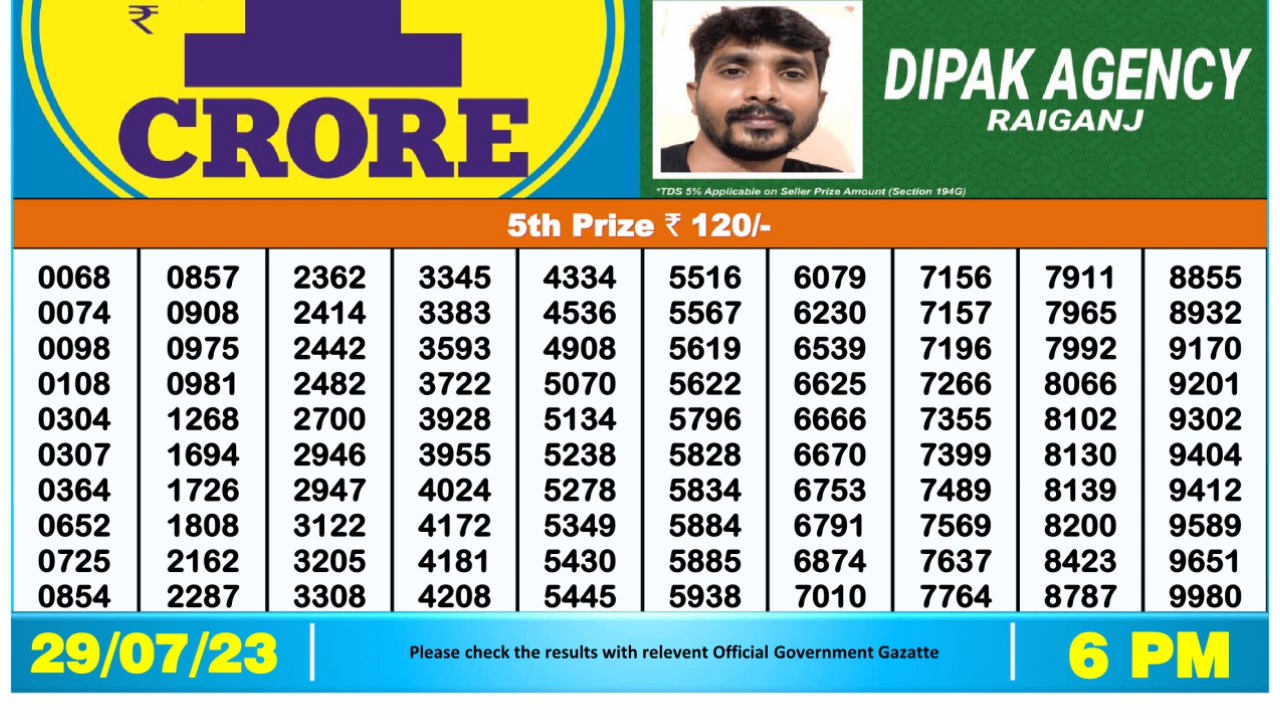 ₹
1
CRORE
DIPAK AGENCY
RAIGANJ
*TDS 5% Applicable on Seller Prize Amount (Section 194G)
5th Prize ₹ 120/-
0068 0857 2362 3345 4334 5516 6079 7156 7911 8855
0074 0908 2414 3383 4536 5567 6230 7157 7965 8932
0098 0975 2442 3593 4908 5619 6539 7196 7992 9170
0108 0981 2482 3722 5070 5622 6625 7266 8066 9201
0304 1268 2700 3928 5134 5796 6666 7355 8102 9302
0307 1694 2946 3955 5238 5828 6670 7399 8130 9404
0364 1726 2947 4024 5278 5834 6753 7489 8139 9412
0652 1808 3122 4172 5349 5884 6791 7569 8200 9589
0725 2162 3205 4181 5430 5885 6874 7637 8423 9651
0854 2287 3308 4208 5445 5938 7010 7764 8787 9980
29/07/23 Please check the results with relevent Official Government Gazatte 6 PM